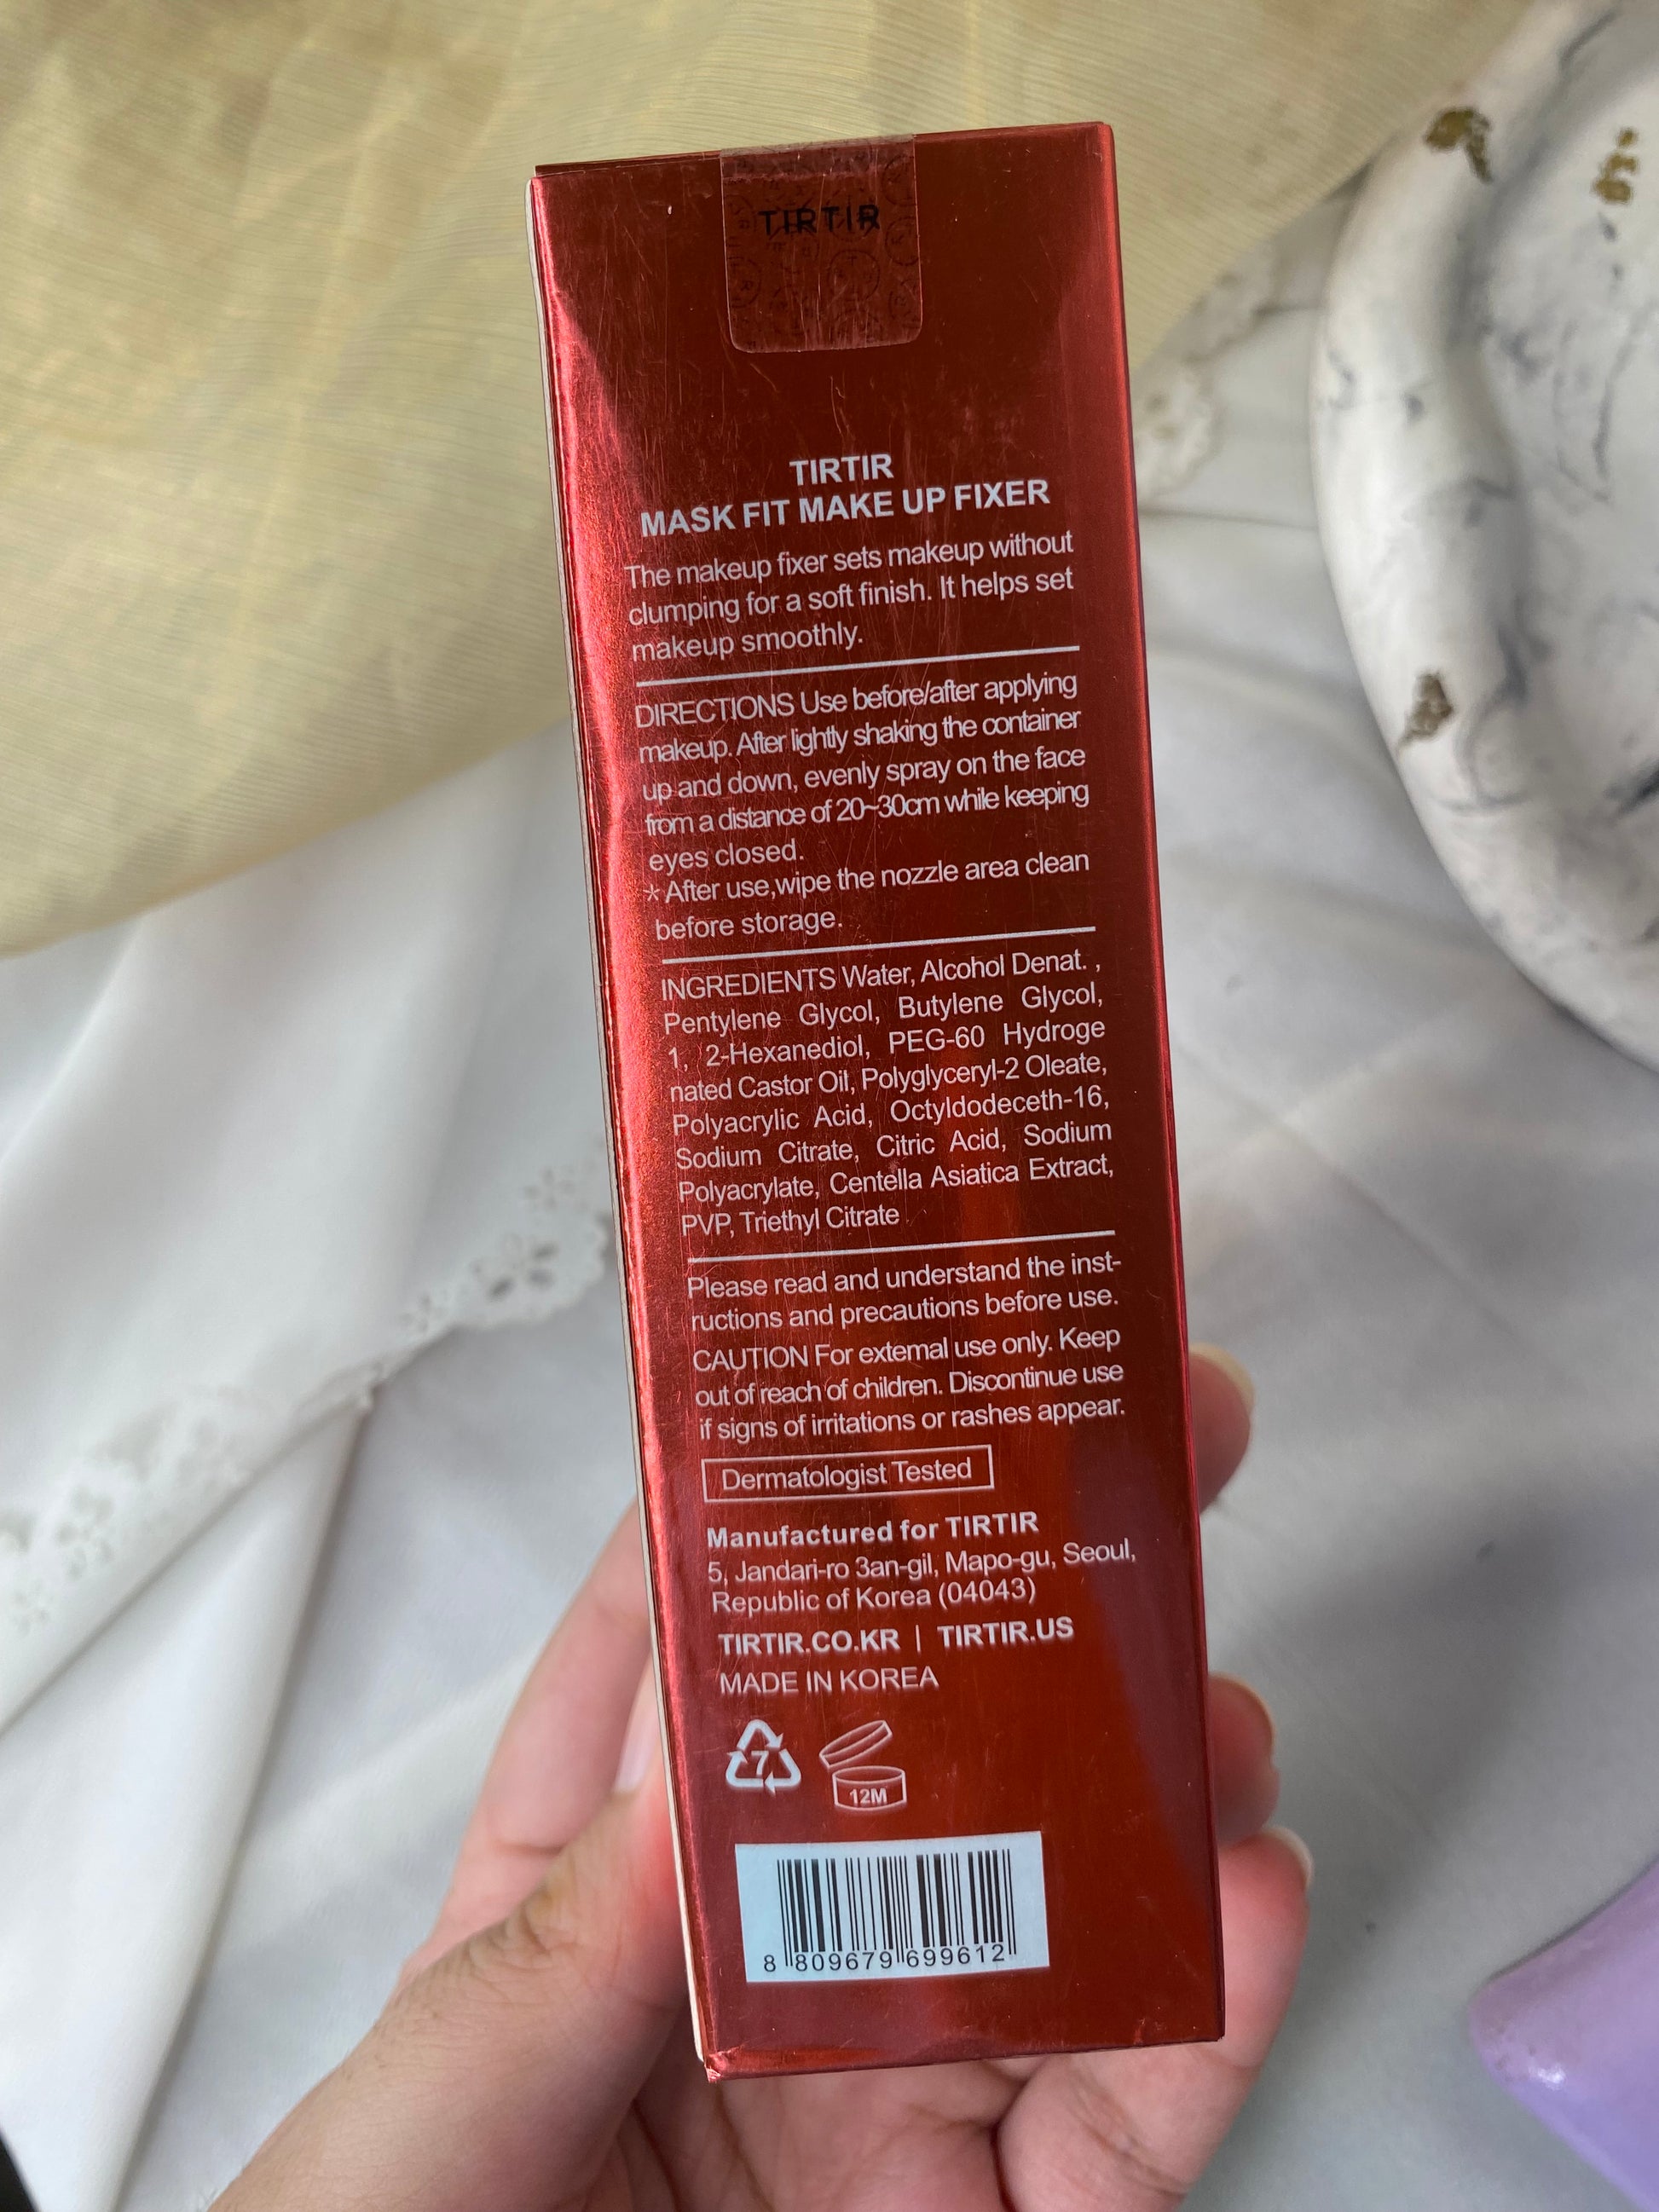 TIRTIR
TIRTIR
MASK FIT MAKE UP FIXER
The makeup fixer sets makeup without
clumping for a soft finish. It helps set
makeup smoothly.
DIRECTIONS Use before/after applying
makeup. After lightly shaking the container
up and down, evenly spray on the face
from a distance of 20~30cm while keeping
eyes closed.
* After use,wipe the nozzle area clean
before storage.
INGREDIENTS Water, Alcohol Denat. ,
Pentylene Glycol, Butylene Glycol,
1, 2-Hexanediol, PEG-60 Hydroge
nated Castor Oil, Polyglyceryl-2 Oleate,
Polyacrylic Acid, Octyldodeceth-16,
Sodium Citrate, Citric Acid, Sodium
Polyacrylate, Centella Asiatica Extract,
PVP, Triethyl Citrate
Please read and understand the inst-
ructions and precautions before use.
CAUTION For external use only. Keep
out of reach of children. Discontinue use
if signs of irritations or rashes appear.
Dermatologist Tested
Manufactured for TIRTIR
5, Jandari-ro 3an-gil, Mapo-gu, Seoul,
Republic of Korea (04043)
TIRTIR.CO.KR | TIRTIR.US
MADE IN KOREA
7
12M
8 809679 699612